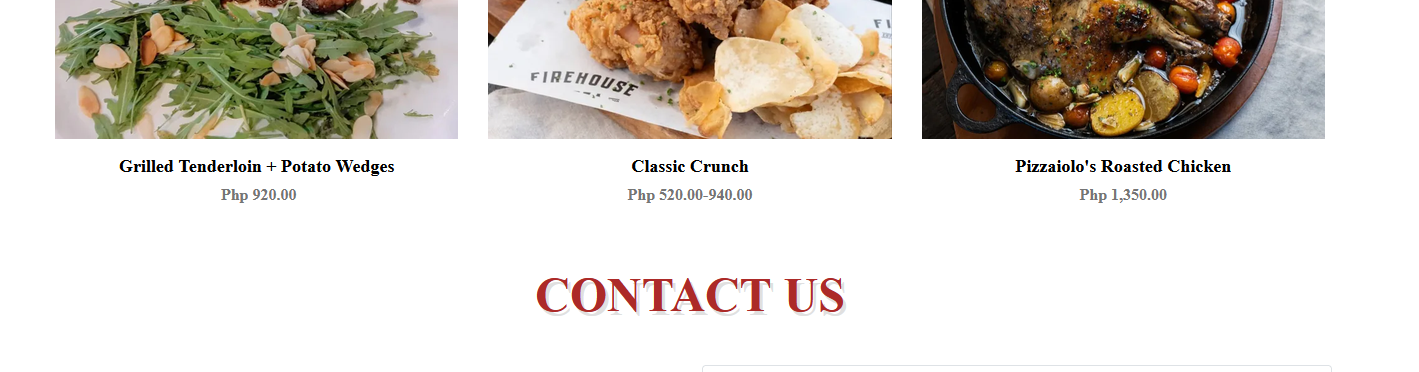 FIREHOUSE
Grilled Tenderloin + Potato Wedges
Php 920.00
Classic Crunch
Php 520.00-940.00
Pizzaiolo's Roasted Chicken
Php 1,350.00
CONTACT US